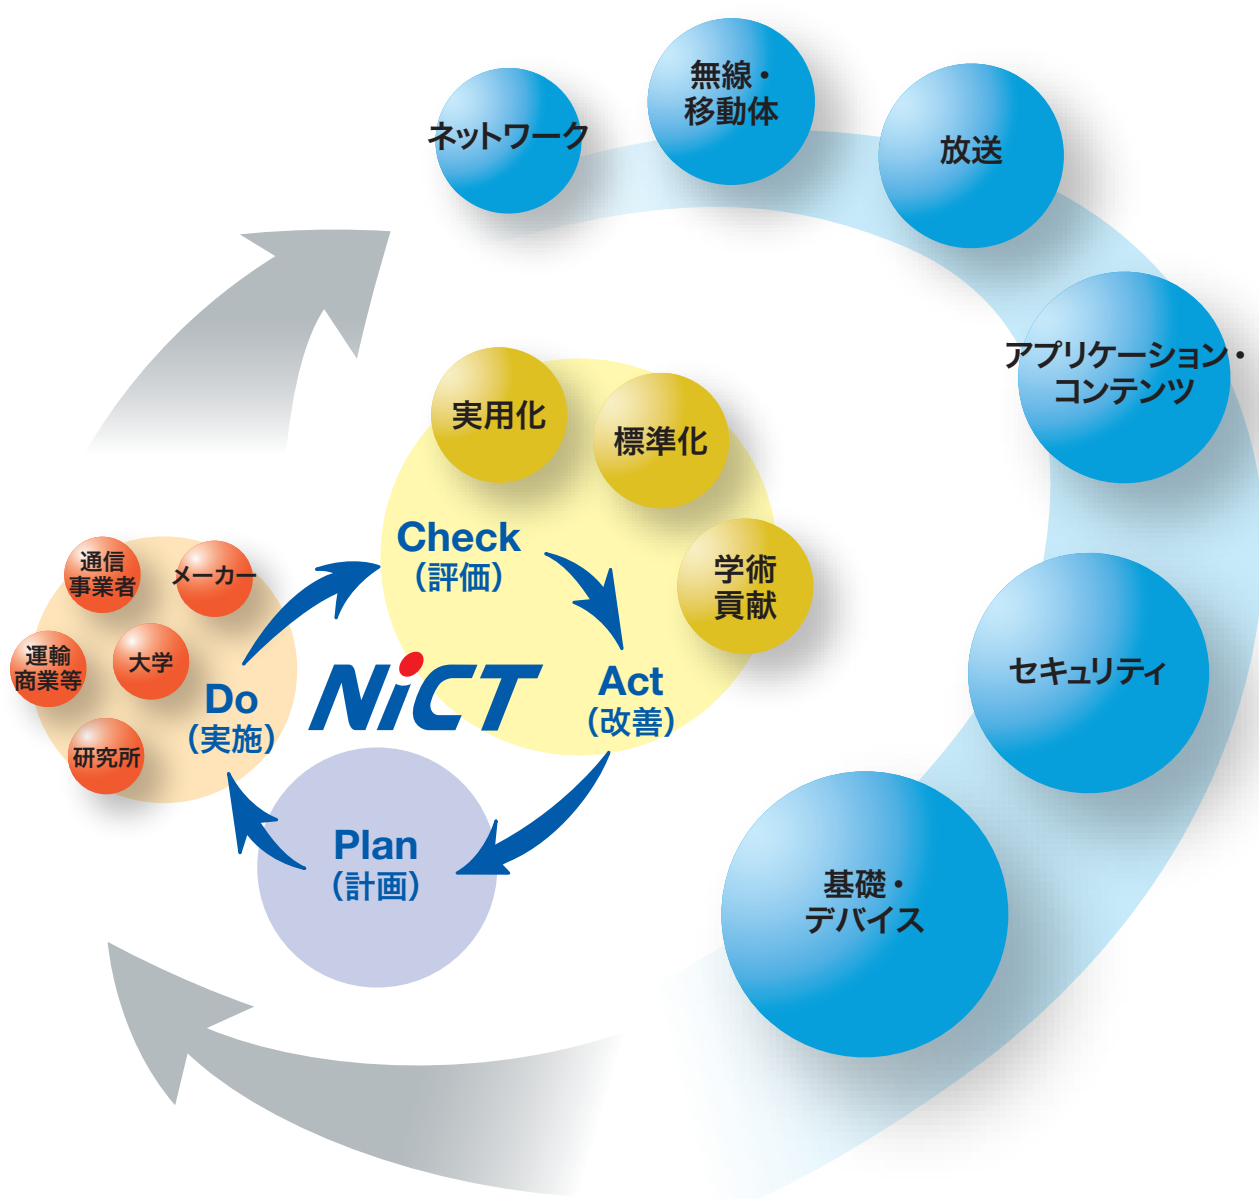 ネットワーク
無線・
移動体
放送
アプリケーション・
コンテンツ
セキュリティ
基礎・
デバイス
実用化
標準化
学術
貢献
Check
（評価）
Act
（改善）
Plan
（計画）
Do
（実施）
NiCT
通信
事業者
メーカー
運輸
商業等
大学
研究所